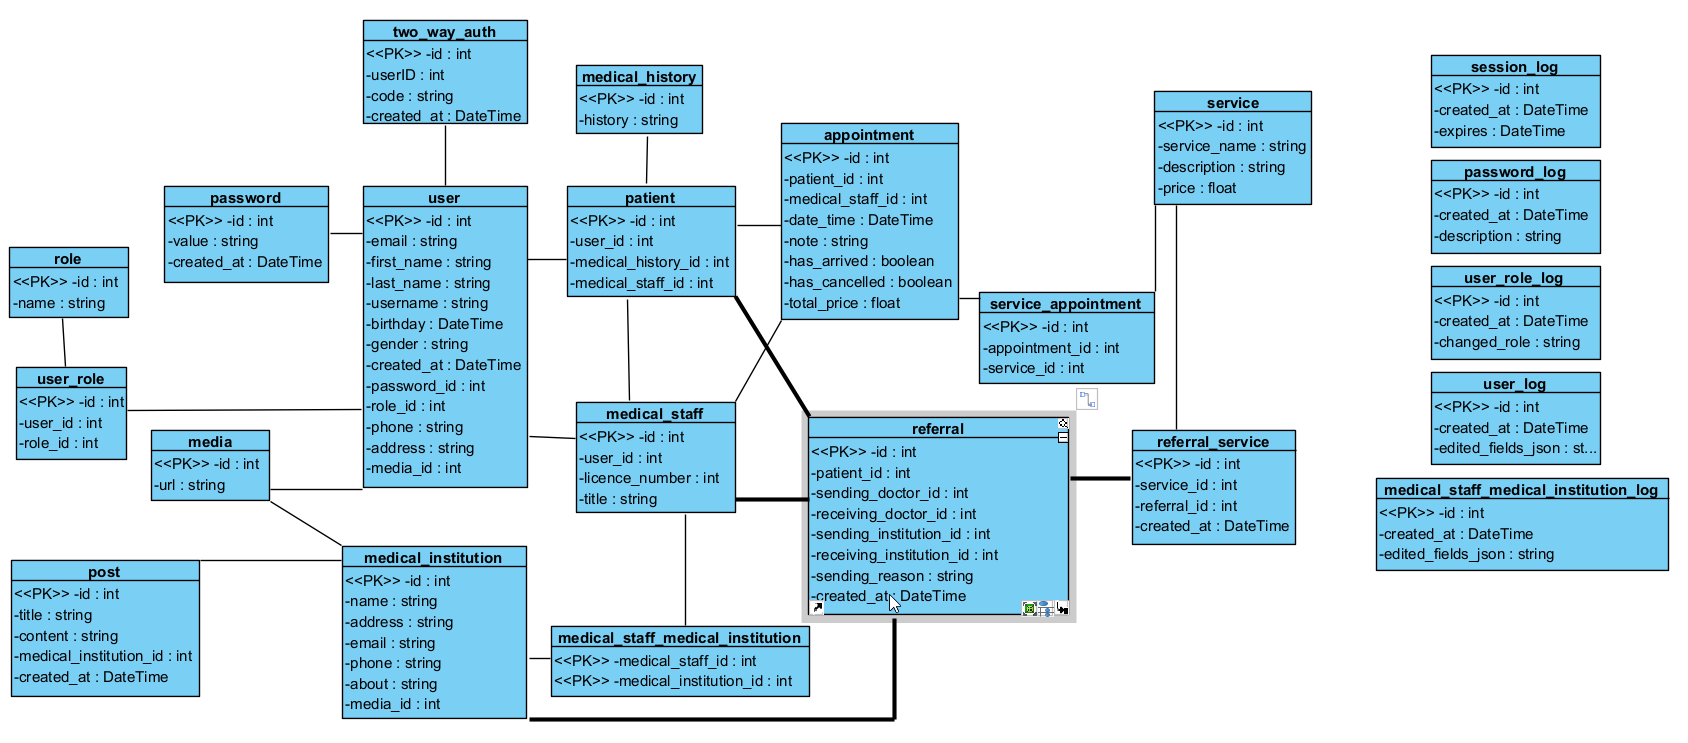 two_way_auth
<<PK>> -id : int
-userID : int
-code : string
-created_at : DateTime
medical_history
<<PK>> -id : int
-history : string
appointment
<<PK>> -id : int
-patient_id : int
-medical_staff_id : int
-date_time : DateTime
-note : string
-has_arrived : boolean
-has_cancelled : boolean
-total_price : float
service
<<PK>> -id : int
-service_name : string
-description : string
-price : float
session_log
<<PK>> -id : int
-created_at : DateTime
-expires : DateTime
password_log
<<PK>> -id : int
-created_at : DateTime
-description : string
password
<<PK>> -id : int
-value : string
-created_at : DateTime
user
<<PK>> -id : int
-email : string
-first_name : string
-last_name : string
-username : string
-birthday : DateTime
-gender : string
-created_at : DateTime
-password_id : int
-role_id : int
-phone : string
-address : string
-media_id : int
patient
<<PK>> -id : int
-user_id : int
-medical_history_id : int
-medical_staff_id : int
role
<<PK>> -id : int
-name : string
user_role_log
<<PK>> -id : int
-created_at : DateTime
-changed_role : string
service_appointment
<<PK>> -id : int
-appointment_id : int
-service_id : int
user_role
<<PK>> -id : int
-user_id : int
-role_id : int
user_log
<<PK>> -id : int
-created_at : DateTime
-edited_fields_json : st...
medical_staff
<<PK>> -id : int
-user_id : int
-licence_number : int
-title : string
referral
<<PK>> -id : int
-patient_id : int
-sending_doctor_id : int
-receiving_doctor_id : int
-sending_institution_id : int
-receiving_institution_id : int
-sending_reason : string
-created_at : DateTime
media
<<PK>> -id : int
-url : string
referral_service
<<PK>> -id : int
-service_id : int
-referral_id : int
-created_at : DateTime
medical_staff_medical_institution_log
<<PK>> -id : int
-created_at : DateTime
-edited_fields_json : string
medical_institution
<<PK>> -id : int
-name : string
-address : string
-email : string
-phone : string
-about : string
-media_id : int
post
<<PK>> -id : int
-title : string
-content : string
-medical_institution_id : int
-created_at : DateTime
medical_staff_medical_institution
<<PK>> -medical_staff_id : int
<<PK>> -medical_institution_id : int